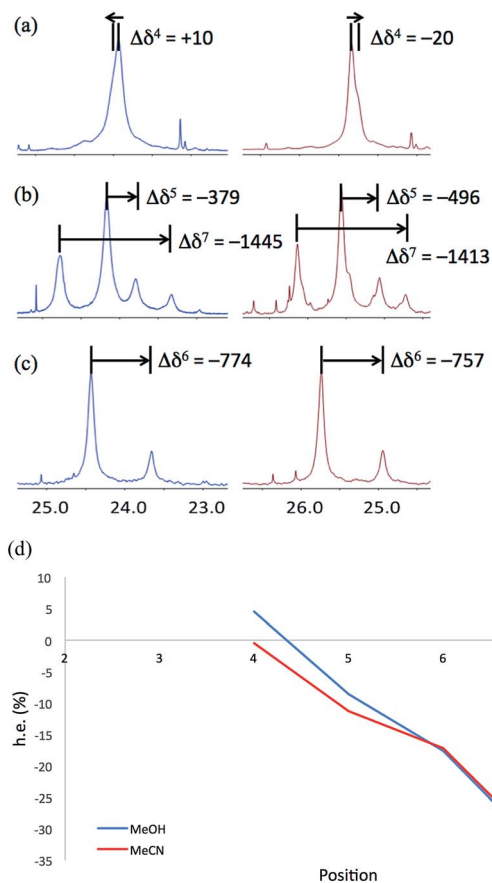 (a)
Δδ⁴ = +10
Δδ⁴ = –20
(b)
Δδ⁵ = –379
Δδ⁷ = –1445
Δδ⁵ = –496
Δδ⁷ = –1413
(c)
Δδ⁶ = –774
Δδ⁶ = –757
25.0 24.0 23.0
26.0 25.0
(d)
10
5
0
-5
-10
-15
-20
-25
-30
-35
h.e. (%)
2 3 4 5 6
MeOH
MeCN
Position